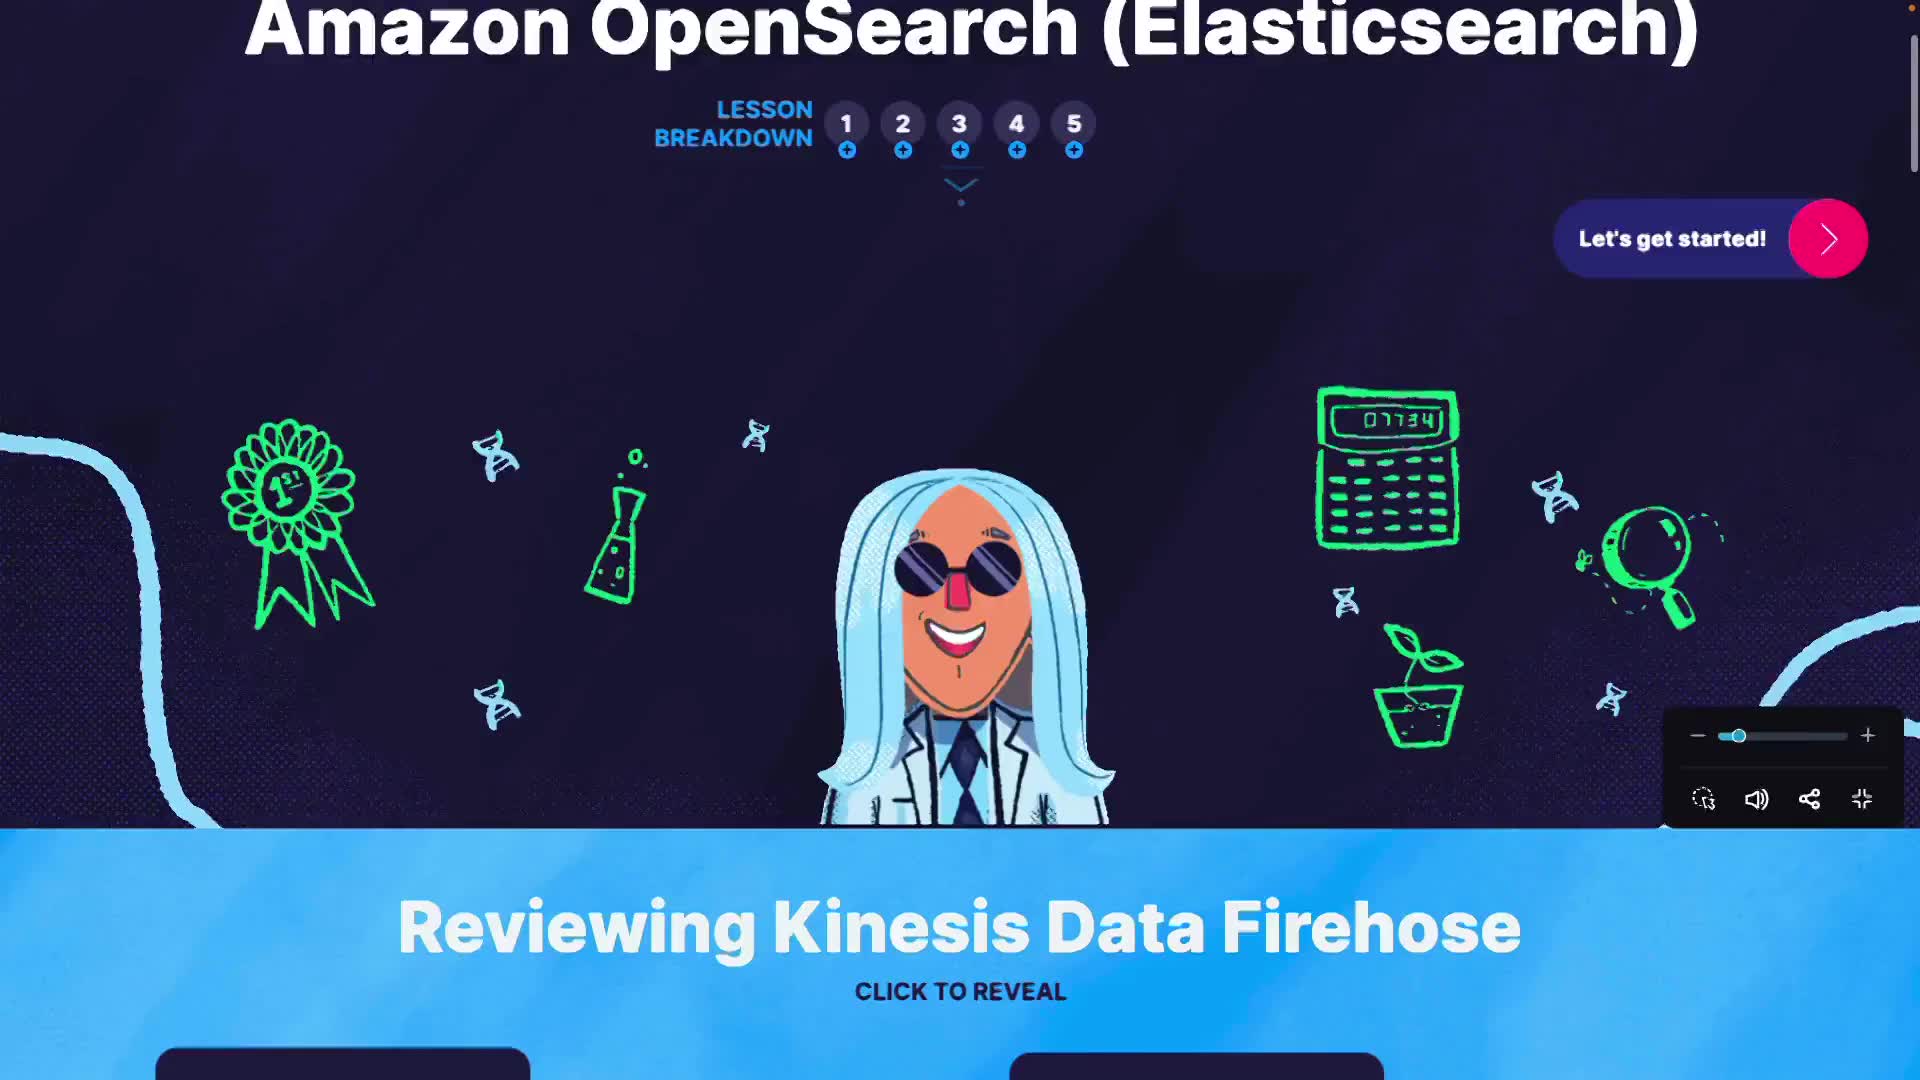 Amazon OpenSearch (Elasticsearch)
LESSON
BREAKDOWN
1 2 3 4 5
Let's get started!
1ST
07734
Reviewing Kinesis Data Firehose
CLICK TO REVEAL